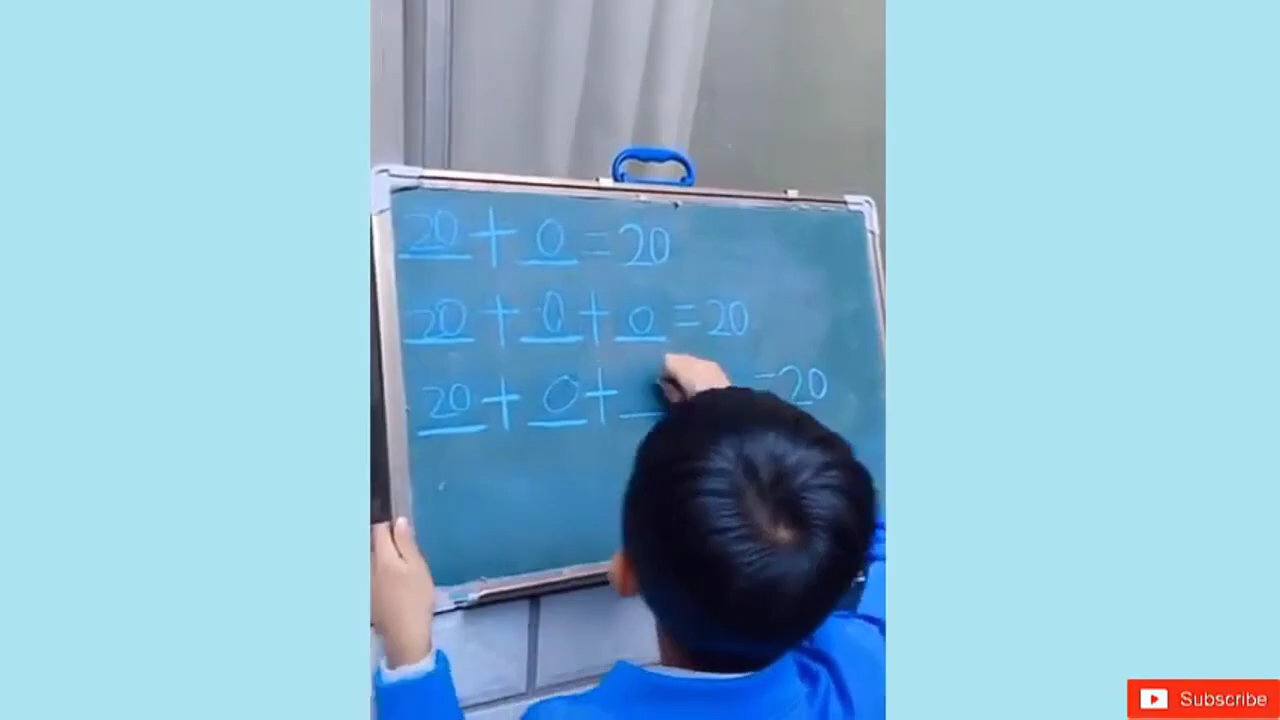 20 + 0 = 20
20 + 0 + 0 = 20
20 + 0 + = 20
Subscribe